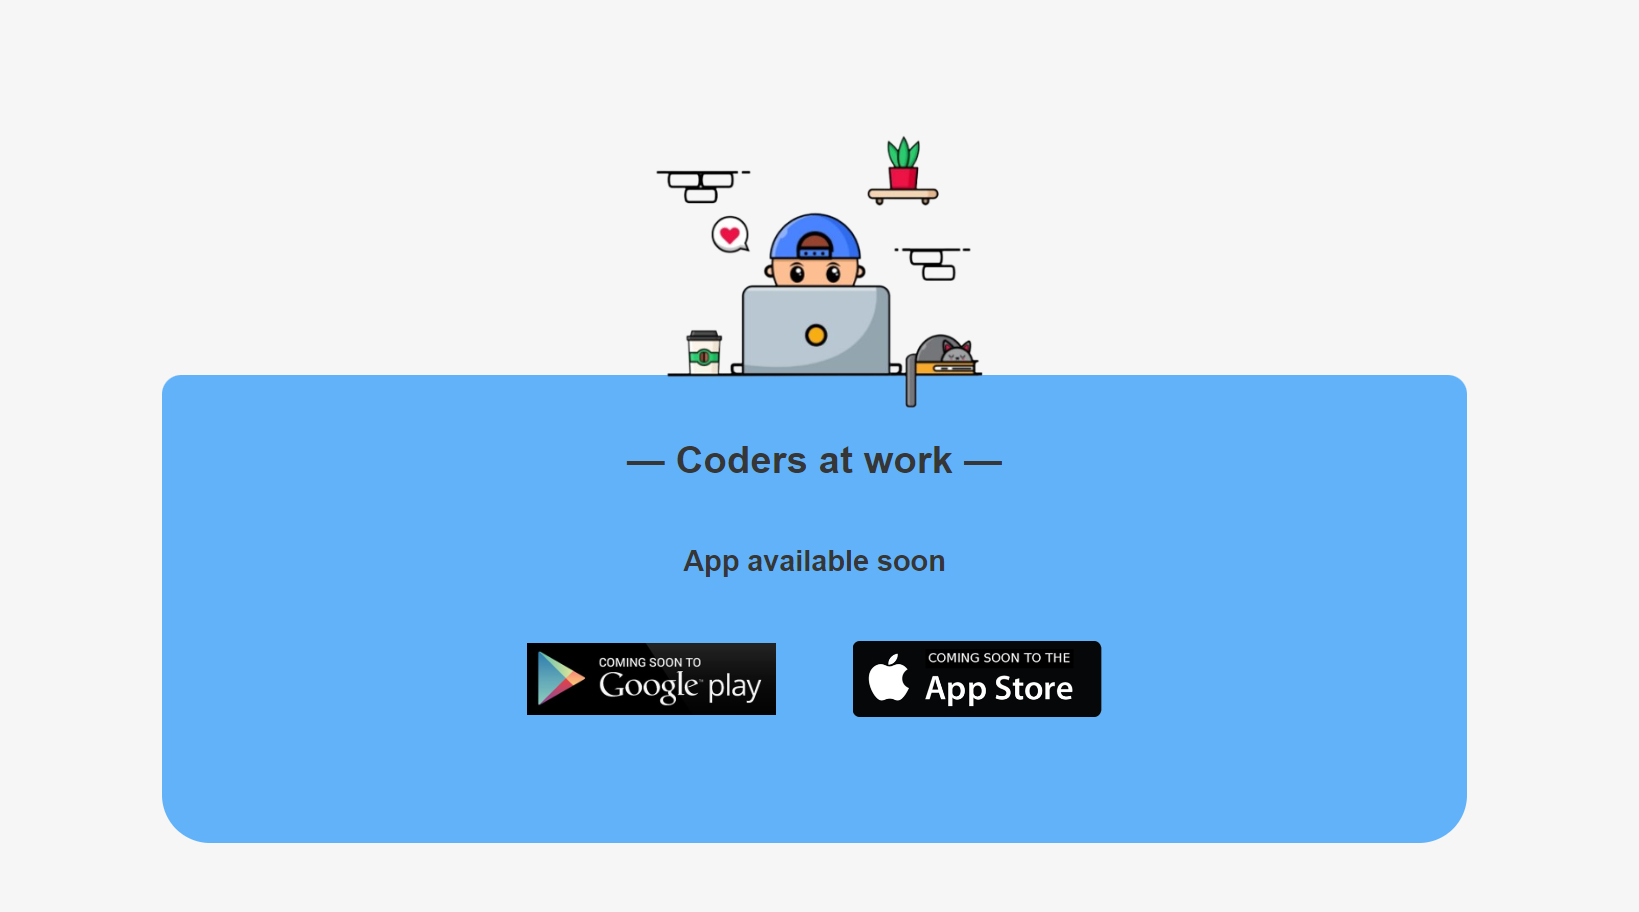 — Coders at work —
App available soon
COMING SOON TO
Google play
COMING SOON TO THE
App Store